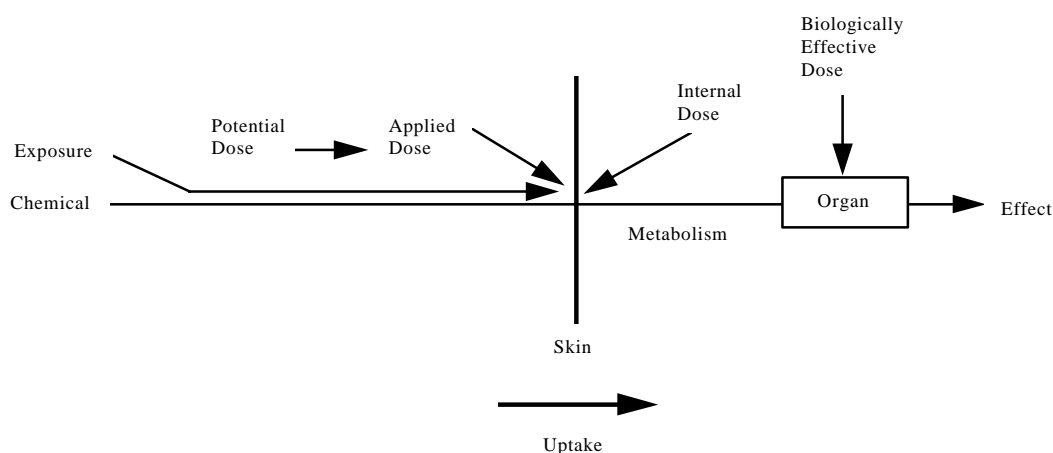 Biologically
Effective
Dose
Internal
Dose
Potential
Dose
Applied
Dose
Exposure
Chemical
Organ
Effect
Metabolism
Skin
Uptake